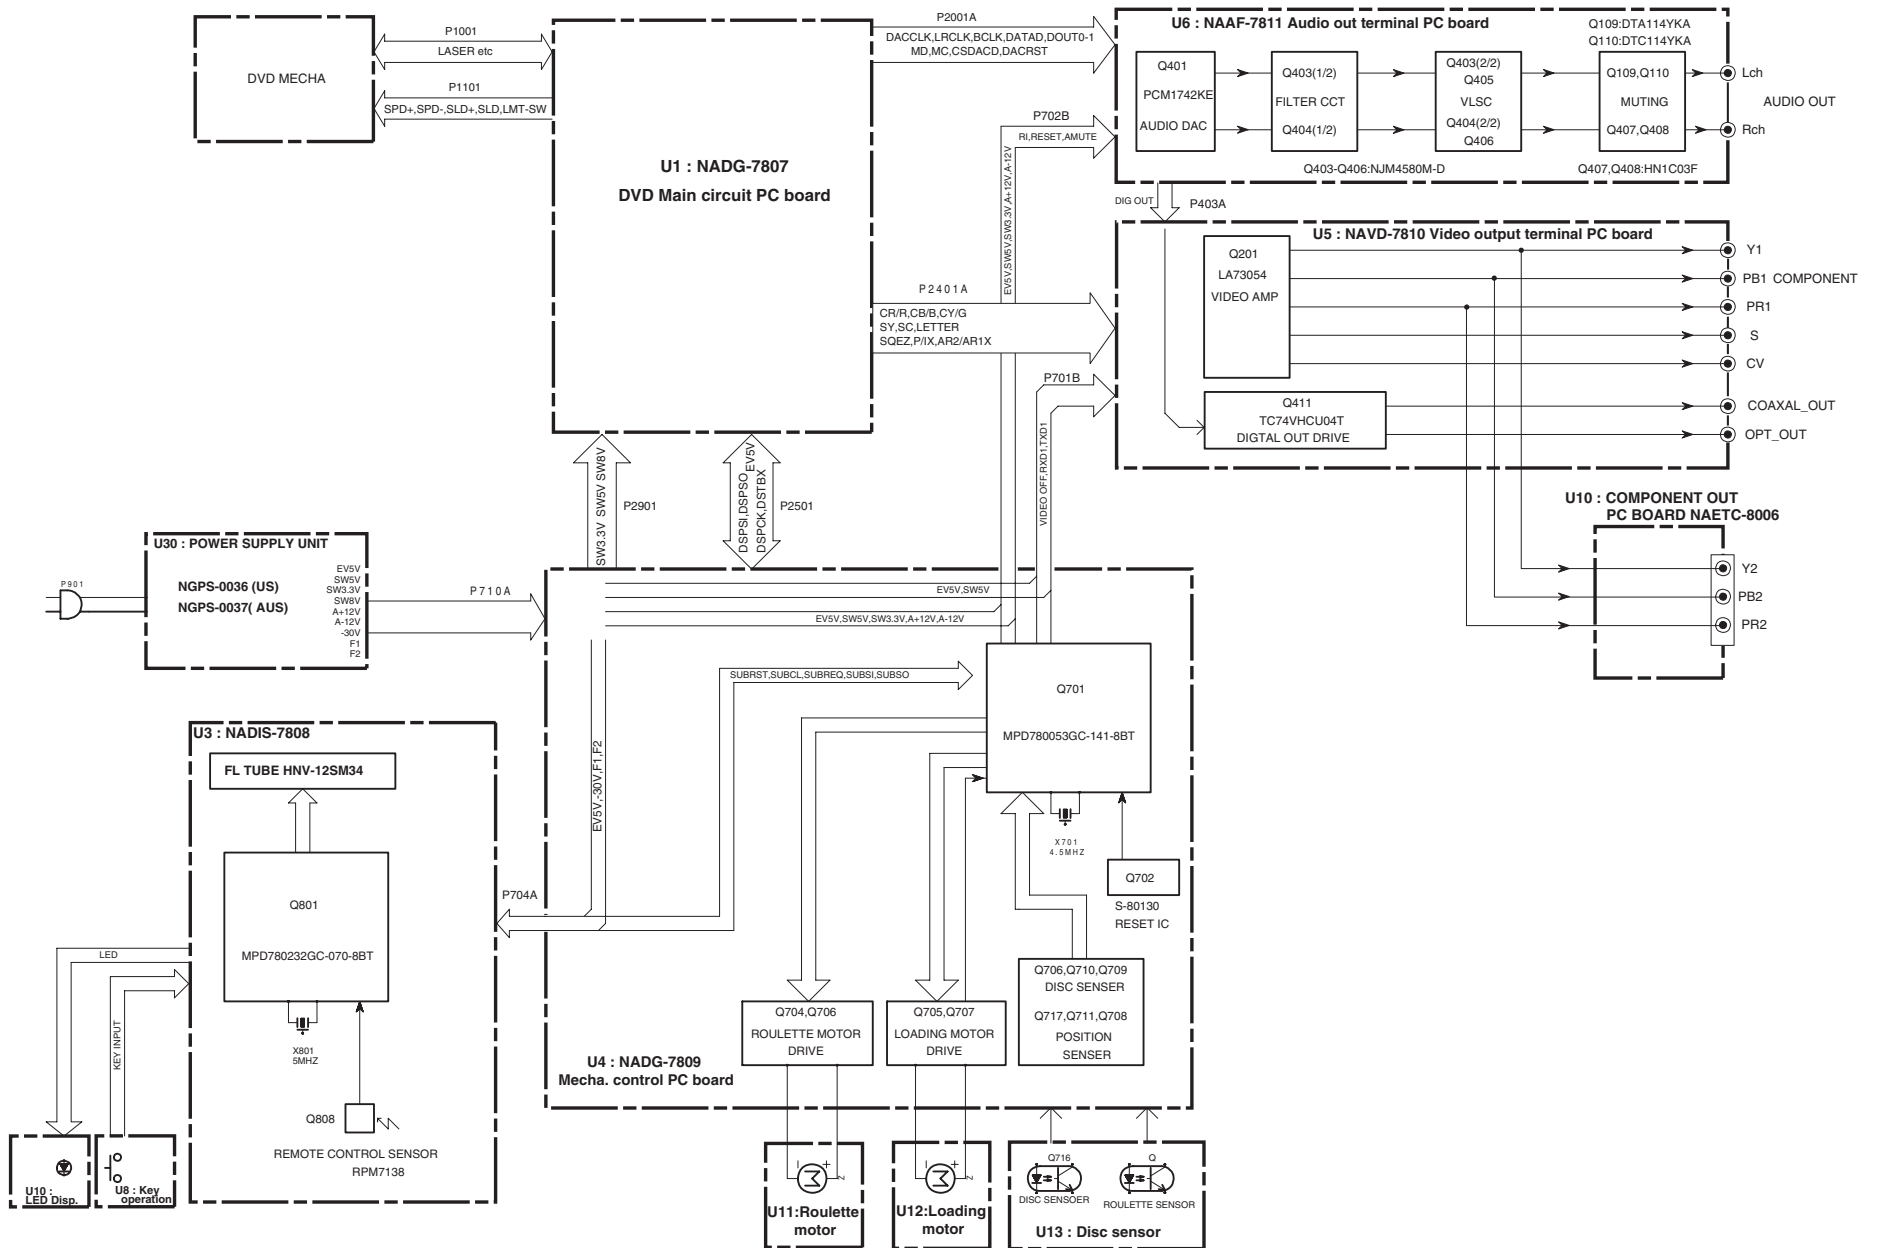 DVD MECHA
P1001
LASER etc
P1101
SPD+,SPD-,SLD+,SLD,LMT-SW
U1 : NADG-7807
DVD Main circuit PC board
P2001A
DACCLK,LRCLK,BCLK,DATAD,DOUT0-1
MD,MC,CSDACD,DACRST
P702B
RI,RESET,AMUTE
EV5V,SW5V,SW3.3V,A+12V,A-12V
U6 : NAAF-7811 Audio out terminal PC board
Q109:DTA114YKA
Q110:DTC114YKA
Q401
PCM1742KE
AUDIO DAC
Q403(1/2)
FILTER CCT
Q404(1/2)
Q403(2/2)
Q405
VLSC
Q404(2/2)
Q406
Q109,Q110
MUTING
Q407,Q408
Lch
AUDIO OUT
Rch
Q403-Q406:NJM4580M-D
Q407,Q408:HN1C03F
DIG OUT
P403A
U5 : NAVD-7810 Video output terminal PC board
Q201
LA73054
VIDEO AMP
Y1
PB1 COMPONENT
PR1
S
CV
Q411
TC74VHCU04T
DIGTAL OUT DRIVE
COAXAL_OUT
OPT_OUT
P2401A
CR/R,CB/B,CY/G
SY,SC,LETTER
SQEZ,P/IX,AR2/AR1X
P701B
VIDEO OFF,RXD1,TXD1
SW3.3V SW5V SW8V
P2901
DSPSI,DSPSO,EV5V
DSPCK,DSTBX
P2501
U10 : COMPONENT OUT
PC BOARD NAETC-8006
Y2
PB2
PR2
P901
U30 : POWER SUPPLY UNIT
NGPS-0036 (US)
NGPS-0037( AUS)
EV5V
SW5V
SW3.3V
SW8V
A+12V
A-12V
-30V
F1
F2
P710A
EV5V,SW5V
EV5V,SW5V,SW3.3V,A+12V,A-12V
SUBRST,SUBCL,SUBREQ,SUBSI,SUBSO
EV5V,-30V,F1,F2
Q701
MPD780053GC-141-8BT
X701
4.5MHZ
Q702
S-80130
RESET IC
U3 : NADIS-7808
FL TUBE HNV-12SM34
Q801
MPD780232GC-070-8BT
X801
5MHZ
Q808
REMOTE CONTROL SENSOR
RPM7138
P704A
LED
KEY INPUT
U10 :
LED Disp.
U8 : Key
operation
Q704,Q706
ROULETTE MOTOR
DRIVE
Q705,Q707
LOADING MOTOR
DRIVE
Q706,Q710,Q709
DISC SENSER
Q717,Q711,Q708
POSITION
SENSER
U4 : NADG-7809
Mecha. control PC board
M
U11:Roulette
motor
M
U12:Loading
motor
Q716
DISC SENSOER
Q
ROULETTE SENSOR
U13 : Disc sensor